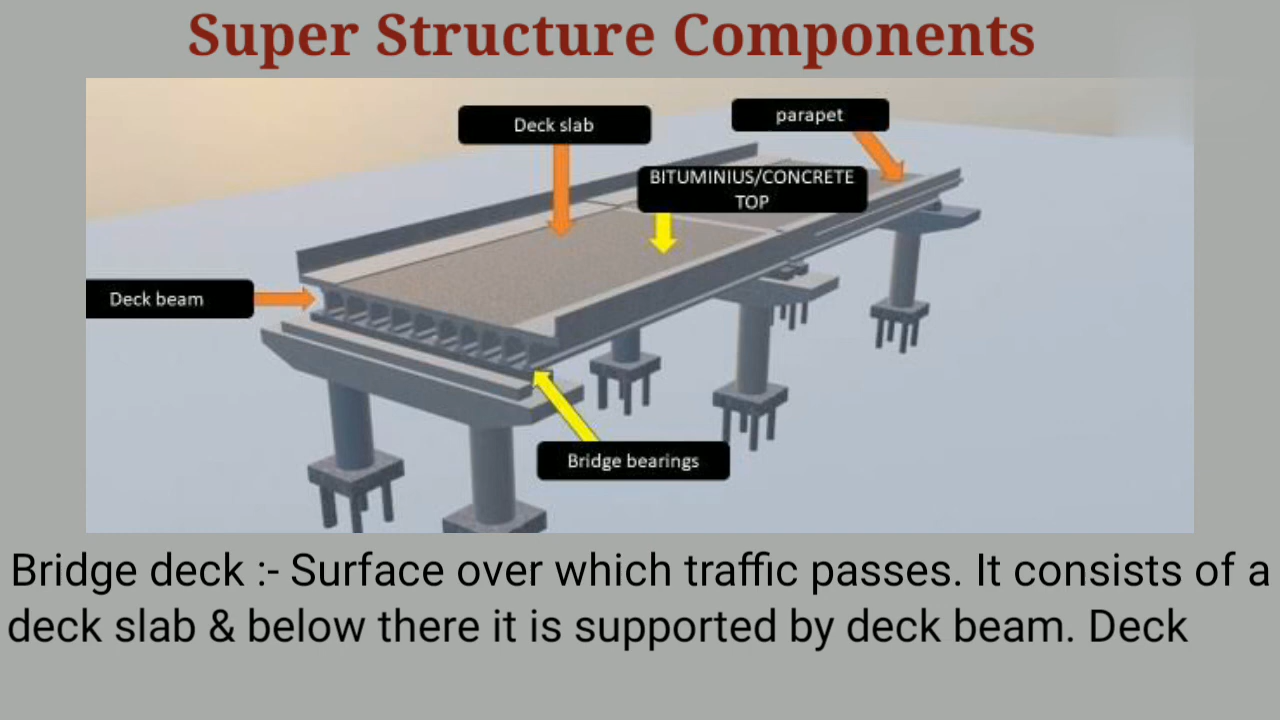 Super Structure Components
Deck slab
parapet
BITUMINIUS/CONCRETE
TOP
Deck beam
Bridge bearings
Bridge deck :- Surface over which traffic passes. It consists of a
deck slab & below there it is supported by deck beam. Deck